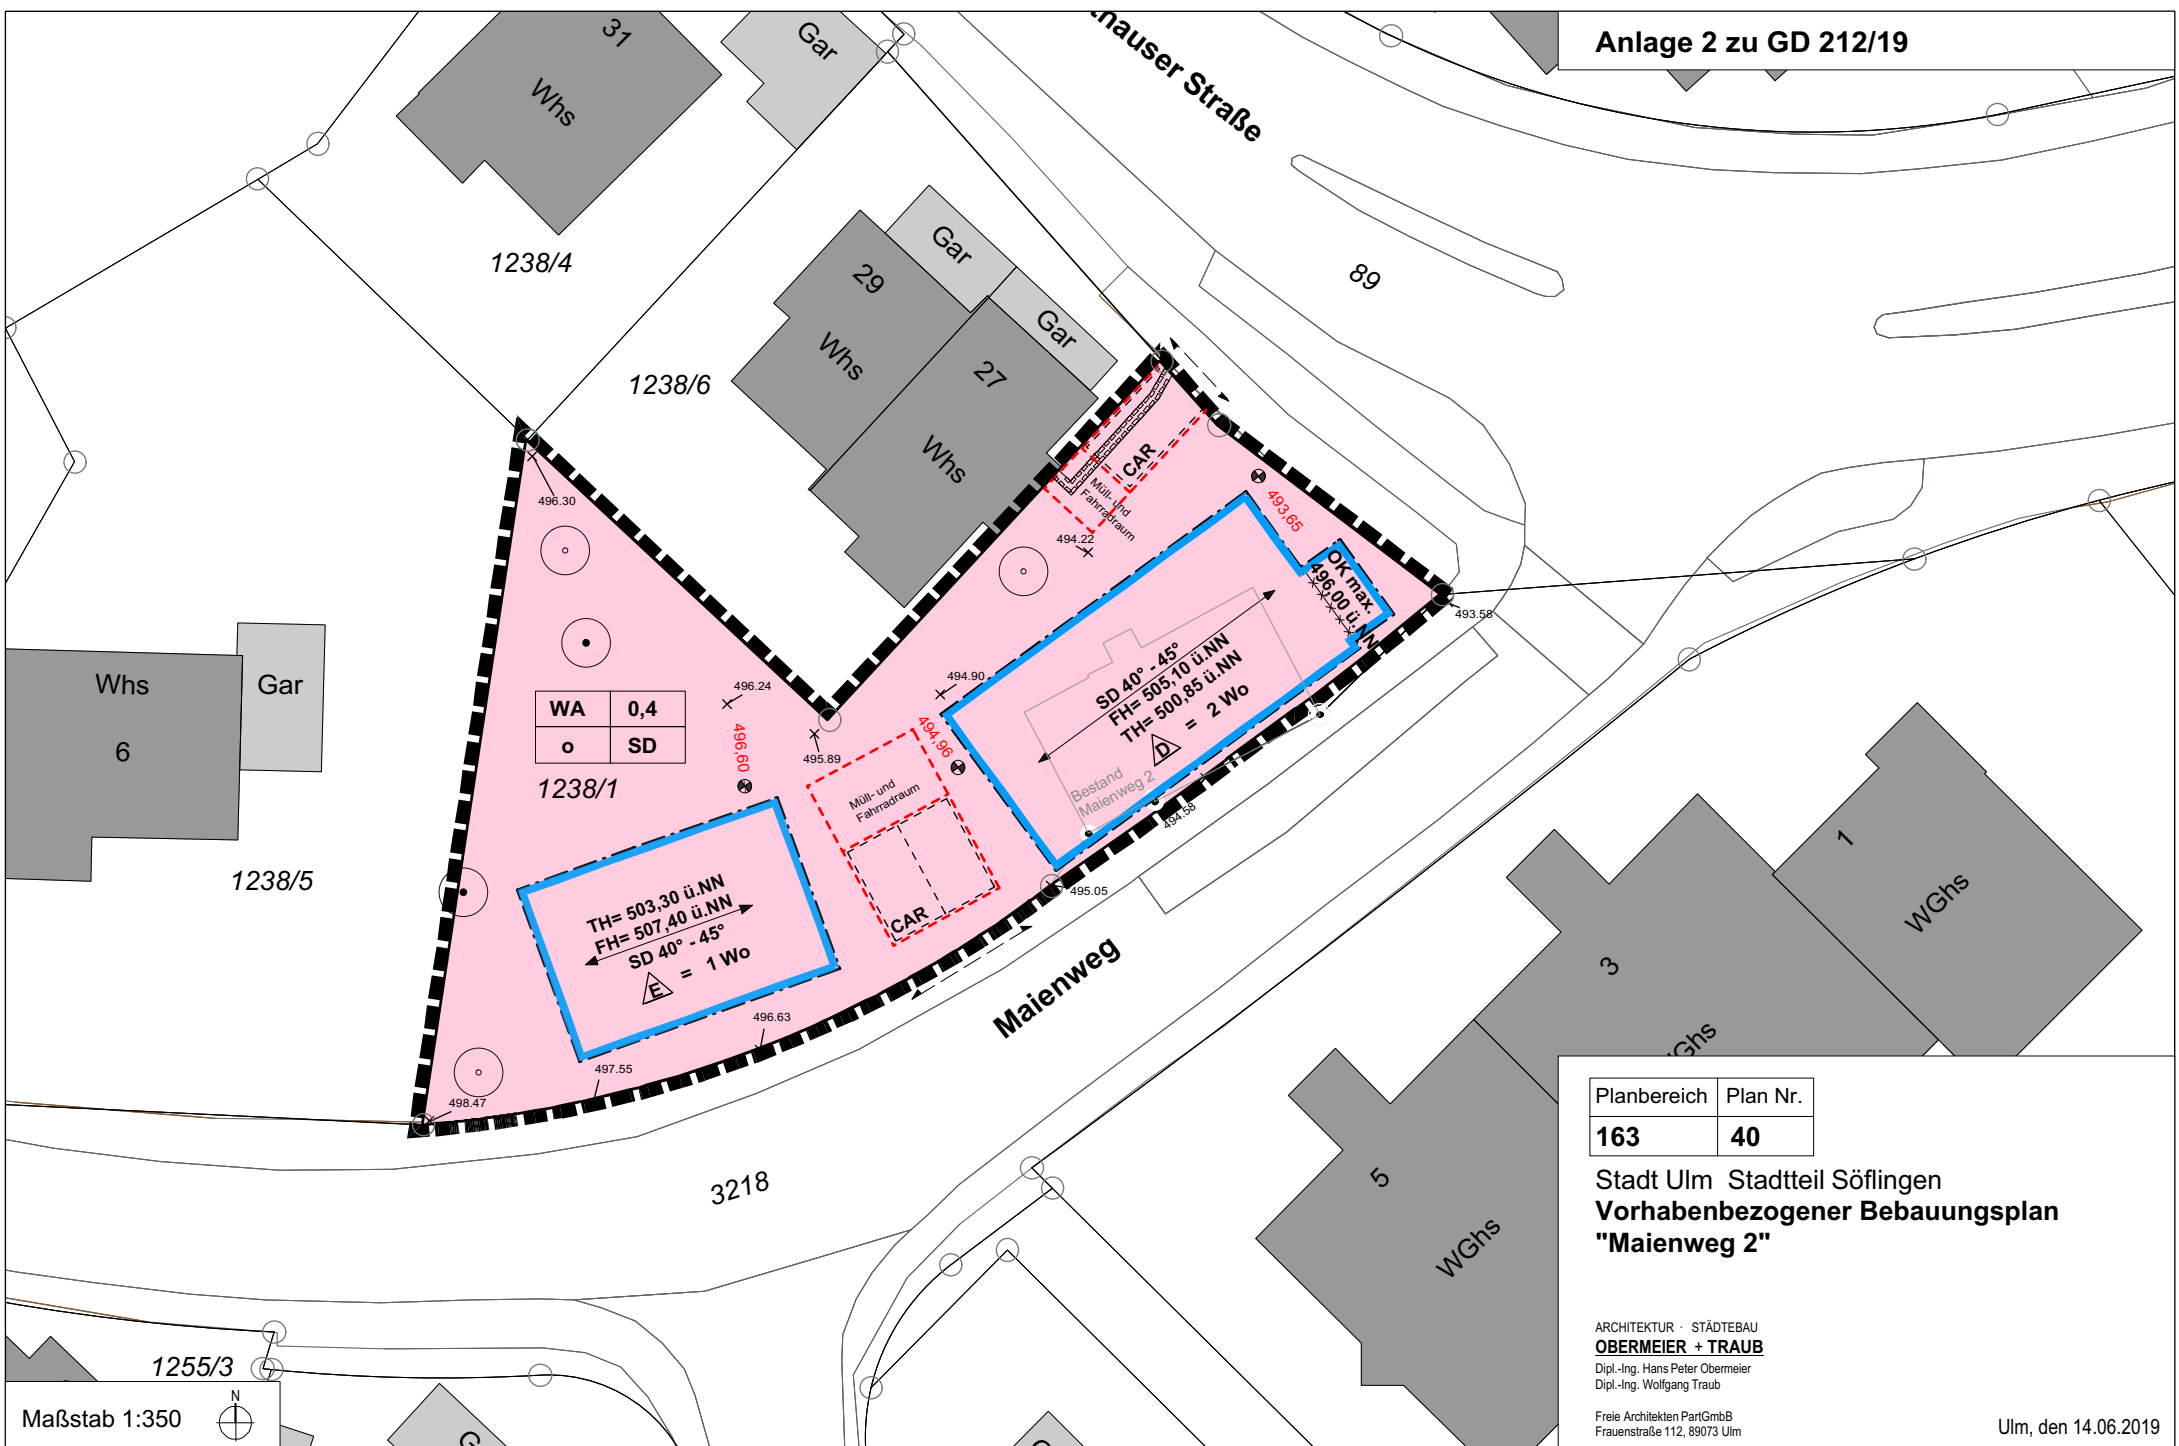 Anlage 2 zu GD 212/19
31
Whs
Gar
thauser Straße
1238/4
29
Whs
Gar
Gar
27
Whs
89
1238/6
CAR
Müll- und
Fahrradraum
493,65
494.22
496.30
OK max.
496,00 ü.NN
493.58
Whs
6
Gar
WA 0,4
o SD
496.24
496,60
494.90
494,96
495.89
SD 40° - 45°
FH= 505,10 ü.NN
TH= 500,85 ü.NN
D = 2 Wo
Bestand
Maienweg 2
494.58
1238/1
Müll- und
Fahrradraum
CAR
1238/5
TH= 503,30 ü.NN
FH= 507,40 ü.NN
SD 40° - 45°
E = 1 Wo
495.05
Maienweg
496.63
497.55
498.47
1
WGhs
3
WGhs
5
WGhs
3218
1255/3
Maßstab 1:350
N
Planbereich Plan Nr.
163 40
Stadt Ulm Stadtteil Söflingen
Vorhabenbezogener Bebauungsplan
"Maienweg 2"
ARCHITEKTUR · STÄDTEBAU
OBERMEIER + TRAUB
Dipl.-Ing. Hans Peter Obermeier
Dipl.-Ing. Wolfgang Traub
Freie Architekten PartGmbB
Frauenstraße 112, 89073 Ulm
Ulm, den 14.06.2019